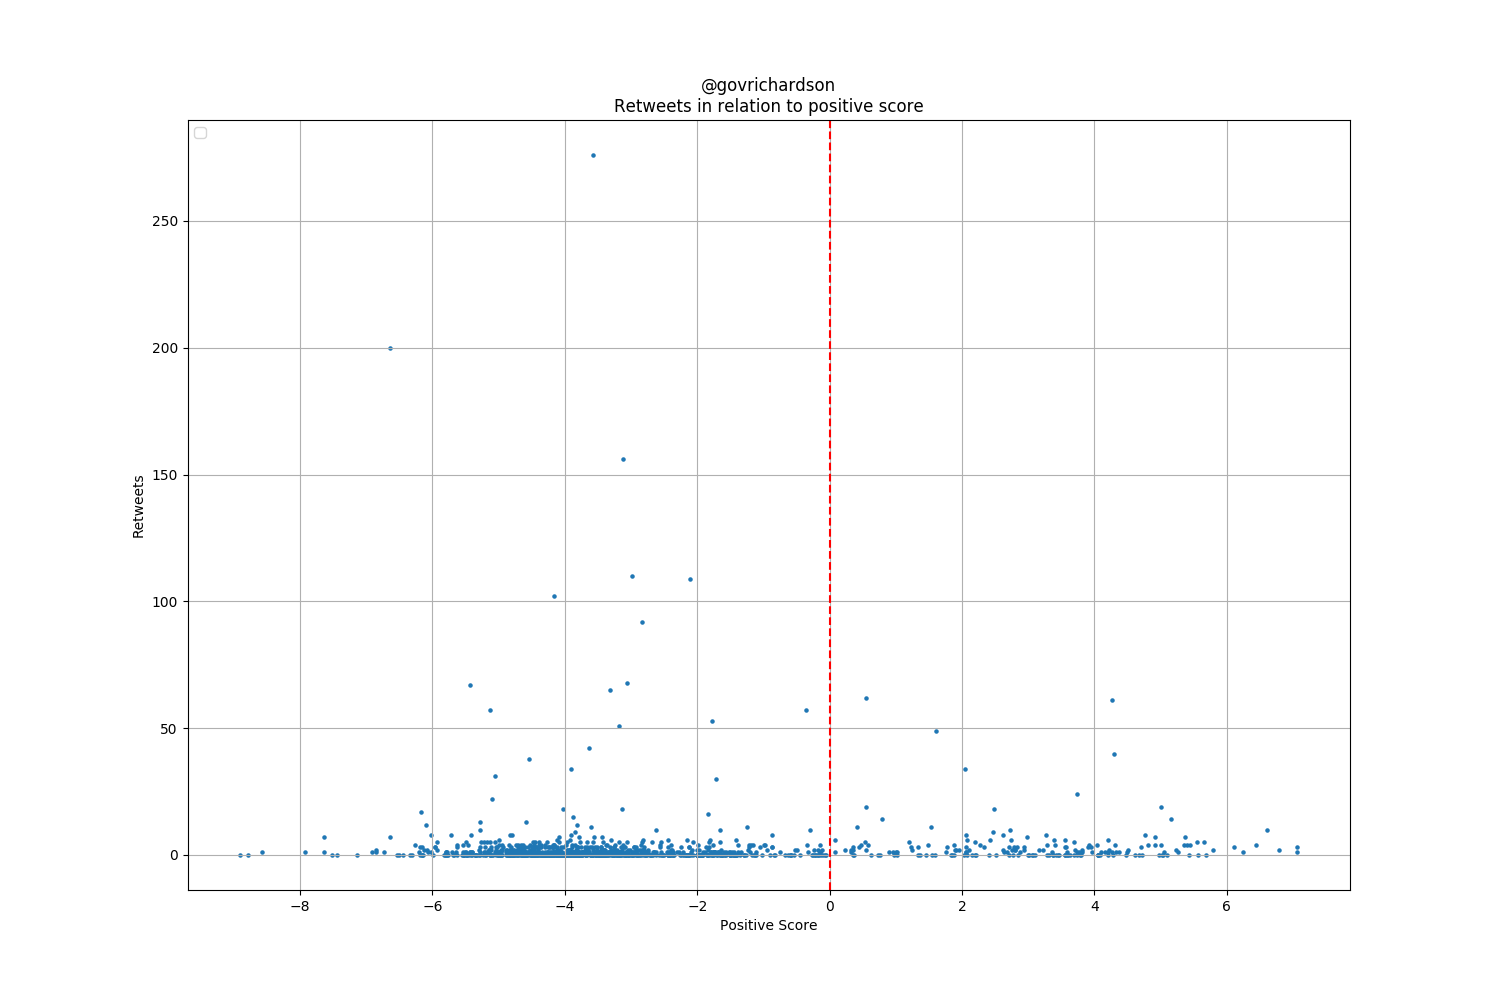 @govrichardson
Retweets in relation to positive score
250
200
150
100
50
0
Retweets
−8 −6 −4 −2 0 2 4 6
Positive Score